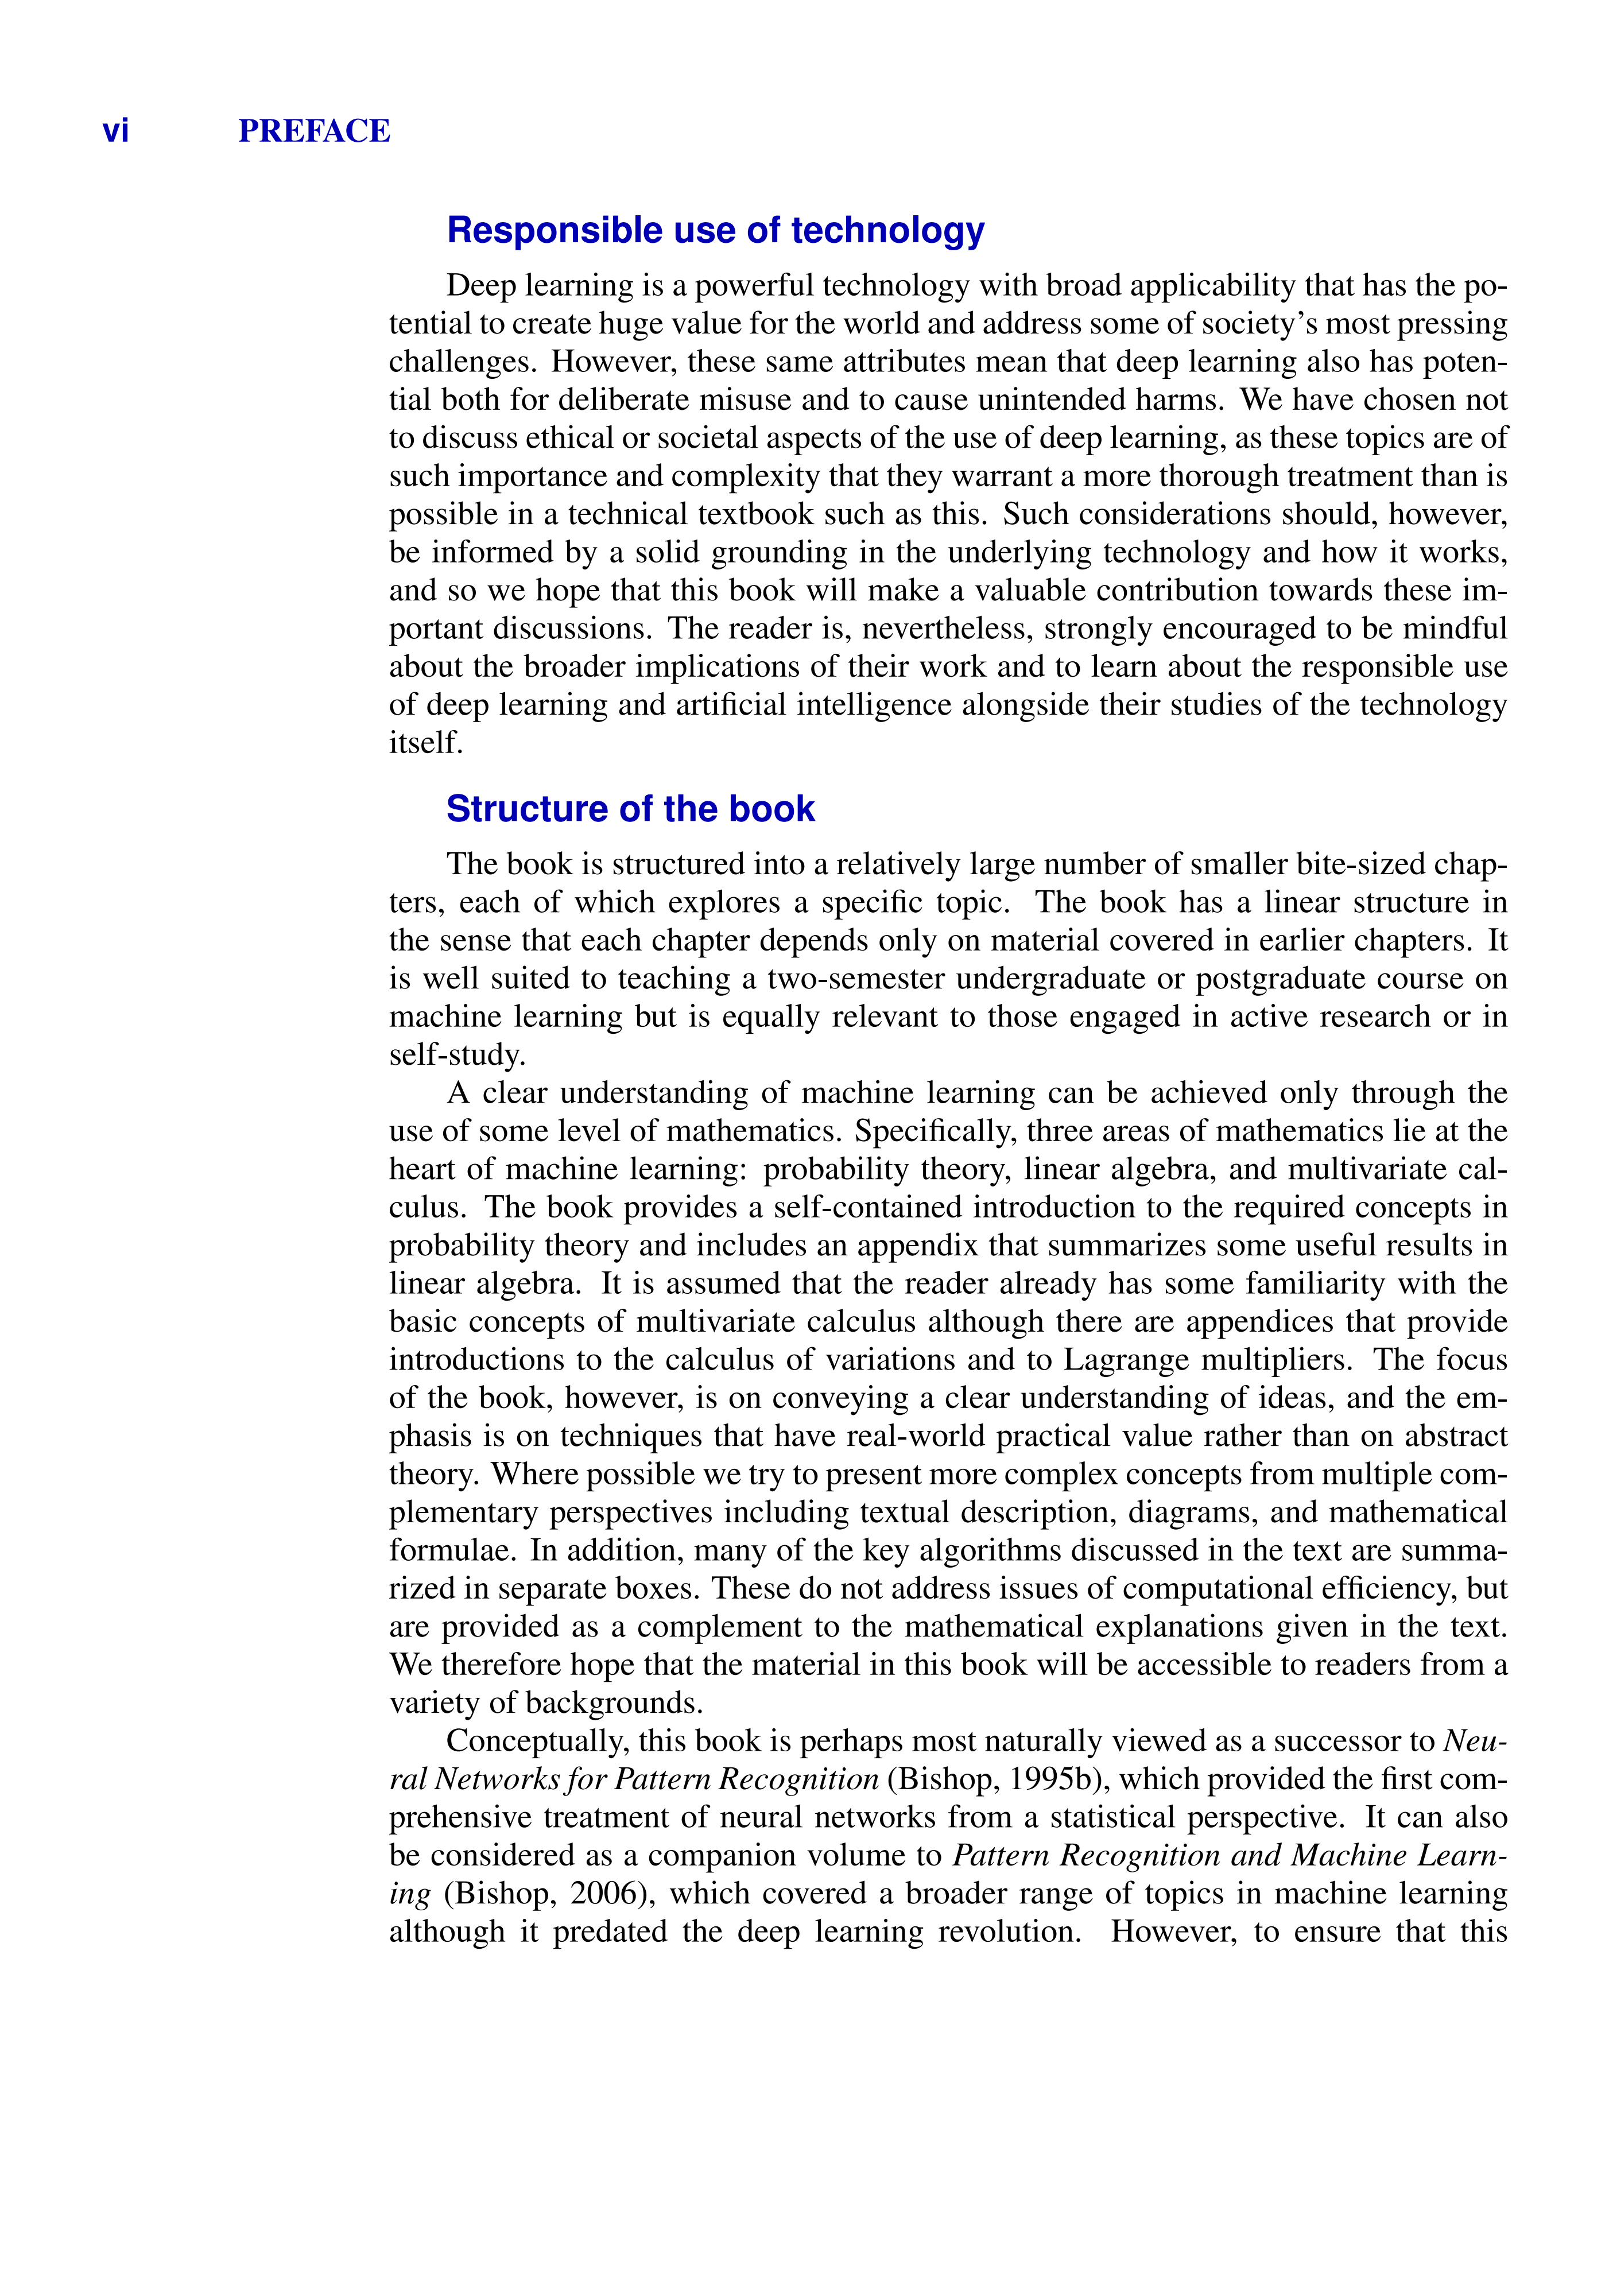 vi PREFACE
Responsible use of technology
Deep learning is a powerful technology with broad applicability that has the po-
tential to create huge value for the world and address some of society's most pressing
challenges. However, these same attributes mean that deep learning also has poten-
tial both for deliberate misuse and to cause unintended harms. We have chosen not
to discuss ethical or societal aspects of the use of deep learning, as these topics are of
such importance and complexity that they warrant a more thorough treatment than is
possible in a technical textbook such as this. Such considerations should, however,
be informed by a solid grounding in the underlying technology and how it works,
and so we hope that this book will make a valuable contribution towards these im-
portant discussions. The reader is, nevertheless, strongly encouraged to be mindful
about the broader implications of their work and to learn about the responsible use
of deep learning and artificial intelligence alongside their studies of the technology
itself.
Structure of the book
The book is structured into a relatively large number of smaller bite-sized chap-
ters, each of which explores a specific topic. The book has a linear structure in
the sense that each chapter depends only on material covered in earlier chapters. It
is well suited to teaching a two-semester undergraduate or postgraduate course on
machine learning but is equally relevant to those engaged in active research or in
self-study.
A clear understanding of machine learning can be achieved only through the
use of some level of mathematics. Specifically, three areas of mathematics lie at the
heart of machine learning: probability theory, linear algebra, and multivariate cal-
culus. The book provides a self-contained introduction to the required concepts in
probability theory and includes an appendix that summarizes some useful results in
linear algebra. It is assumed that the reader already has some familiarity with the
basic concepts of multivariate calculus although there are appendices that provide
introductions to the calculus of variations and to Lagrange multipliers. The focus
of the book, however, is on conveying a clear understanding of ideas, and the em-
phasis is on techniques that have real-world practical value rather than on abstract
theory. Where possible we try to present more complex concepts from multiple com-
plementary perspectives including textual description, diagrams, and mathematical
formulae. In addition, many of the key algorithms discussed in the text are summa-
rized in separate boxes. These do not address issues of computational efficiency, but
are provided as a complement to the mathematical explanations given in the text.
We therefore hope that the material in this book will be accessible to readers from a
variety of backgrounds.
Conceptually, this book is perhaps most naturally viewed as a successor to Neu-
ral Networks for Pattern Recognition (Bishop, 1995b), which provided the first com-
prehensive treatment of neural networks from a statistical perspective. It can also
be considered as a companion volume to Pattern Recognition and Machine Learn-
ing (Bishop, 2006), which covered a broader range of topics in machine learning
although it predated the deep learning revolution. However, to ensure that this